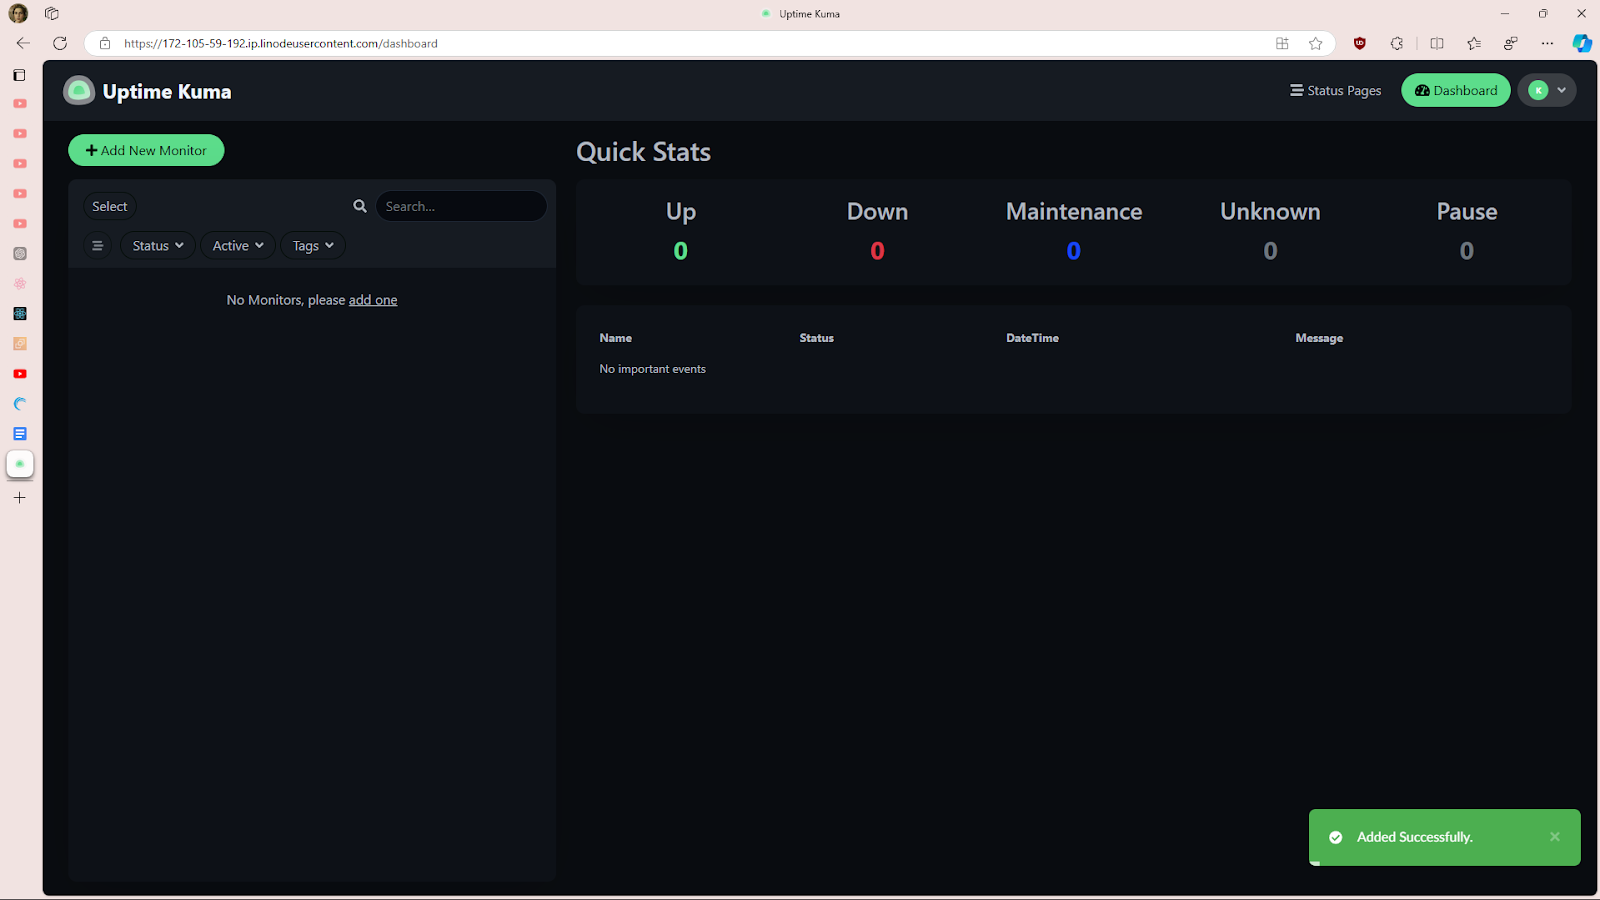 Uptime Kuma
https://172-105-59-192.ip.linodeusercontent.com/dashboard
Uptime Kuma
Status Pages
Dashboard
K
Add New Monitor
Select
Search...
Status
Active
Tags
No Monitors, please add one
Quick Stats
Up Down Maintenance Unknown Pause
0 0 0 0 0
Name Status DateTime Message
No important events
Added Successfully.